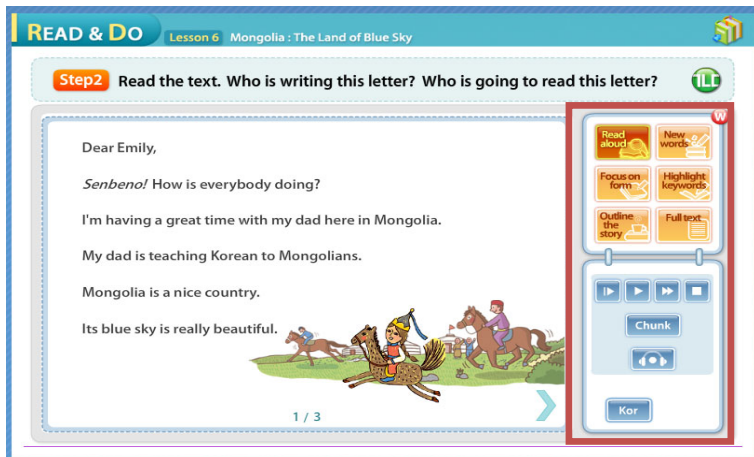 READ & DO Lesson 6 Mongolia : The Land of Blue Sky
Step2 Read the text. Who is writing this letter? Who is going to read this letter?
TLT
W
Dear Emily,
Senbeno! How is everybody doing?
I'm having a great time with my dad here in Mongolia.
My dad is teaching Korean to Mongolians.
Mongolia is a nice country.
Its blue sky is really beautiful.
1 / 3
Read
aloud
New
words
Focus on
form
Highlight
keywords
Outline
the
story
Full text
Chunk
Kor